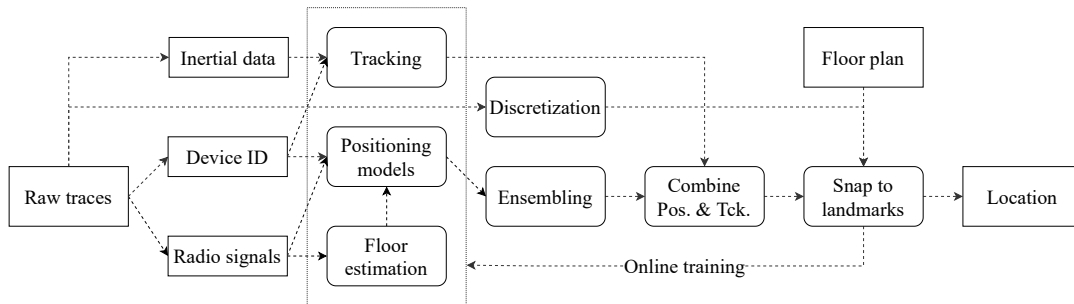 Inertial data
Tracking
Floor plan
Discretization
Device ID
Positioning
models
Raw traces
Ensembling
Combine
Pos. & Tck.
Snap to
landmarks
Location
Radio signals
Floor
estimation
Online training